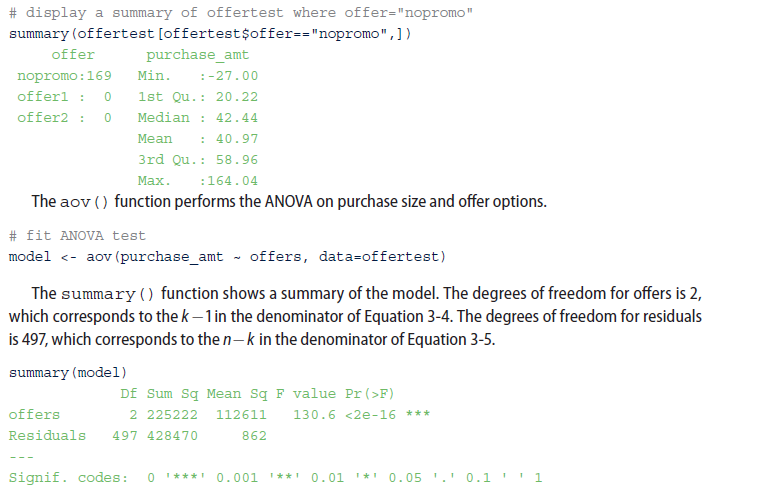 # display a summary of offertest where offer="nopromo"
summary(offertest[offertest$offer=="nopromo",])
offer purchase_amt
nopromo:169 Min. :-27.00
offer1 : 0 1st Qu.: 20.22
offer2 : 0 Median : 42.44
Mean : 40.97
3rd Qu.: 58.96
Max. :164.04
The aov() function performs the ANOVA on purchase size and offer options.
# fit ANOVA test
model <- aov(purchase_amt ~ offers, data=offertest)
The summary() function shows a summary of the model. The degrees of freedom for offers is 2,
which corresponds to the k – 1 in the denominator of Equation 3-4. The degrees of freedom for residuals
is 497, which corresponds to the n – k in the denominator of Equation 3-5.
summary(model)
Df Sum Sq Mean Sq F value Pr(>F)
offers 2 225222 112611 130.6 <2e-16 ***
Residuals 497 428470 862
---
Signif. codes: 0 '***' 0.001 '**' 0.01 '*' 0.05 '.' 0.1 ' ' 1